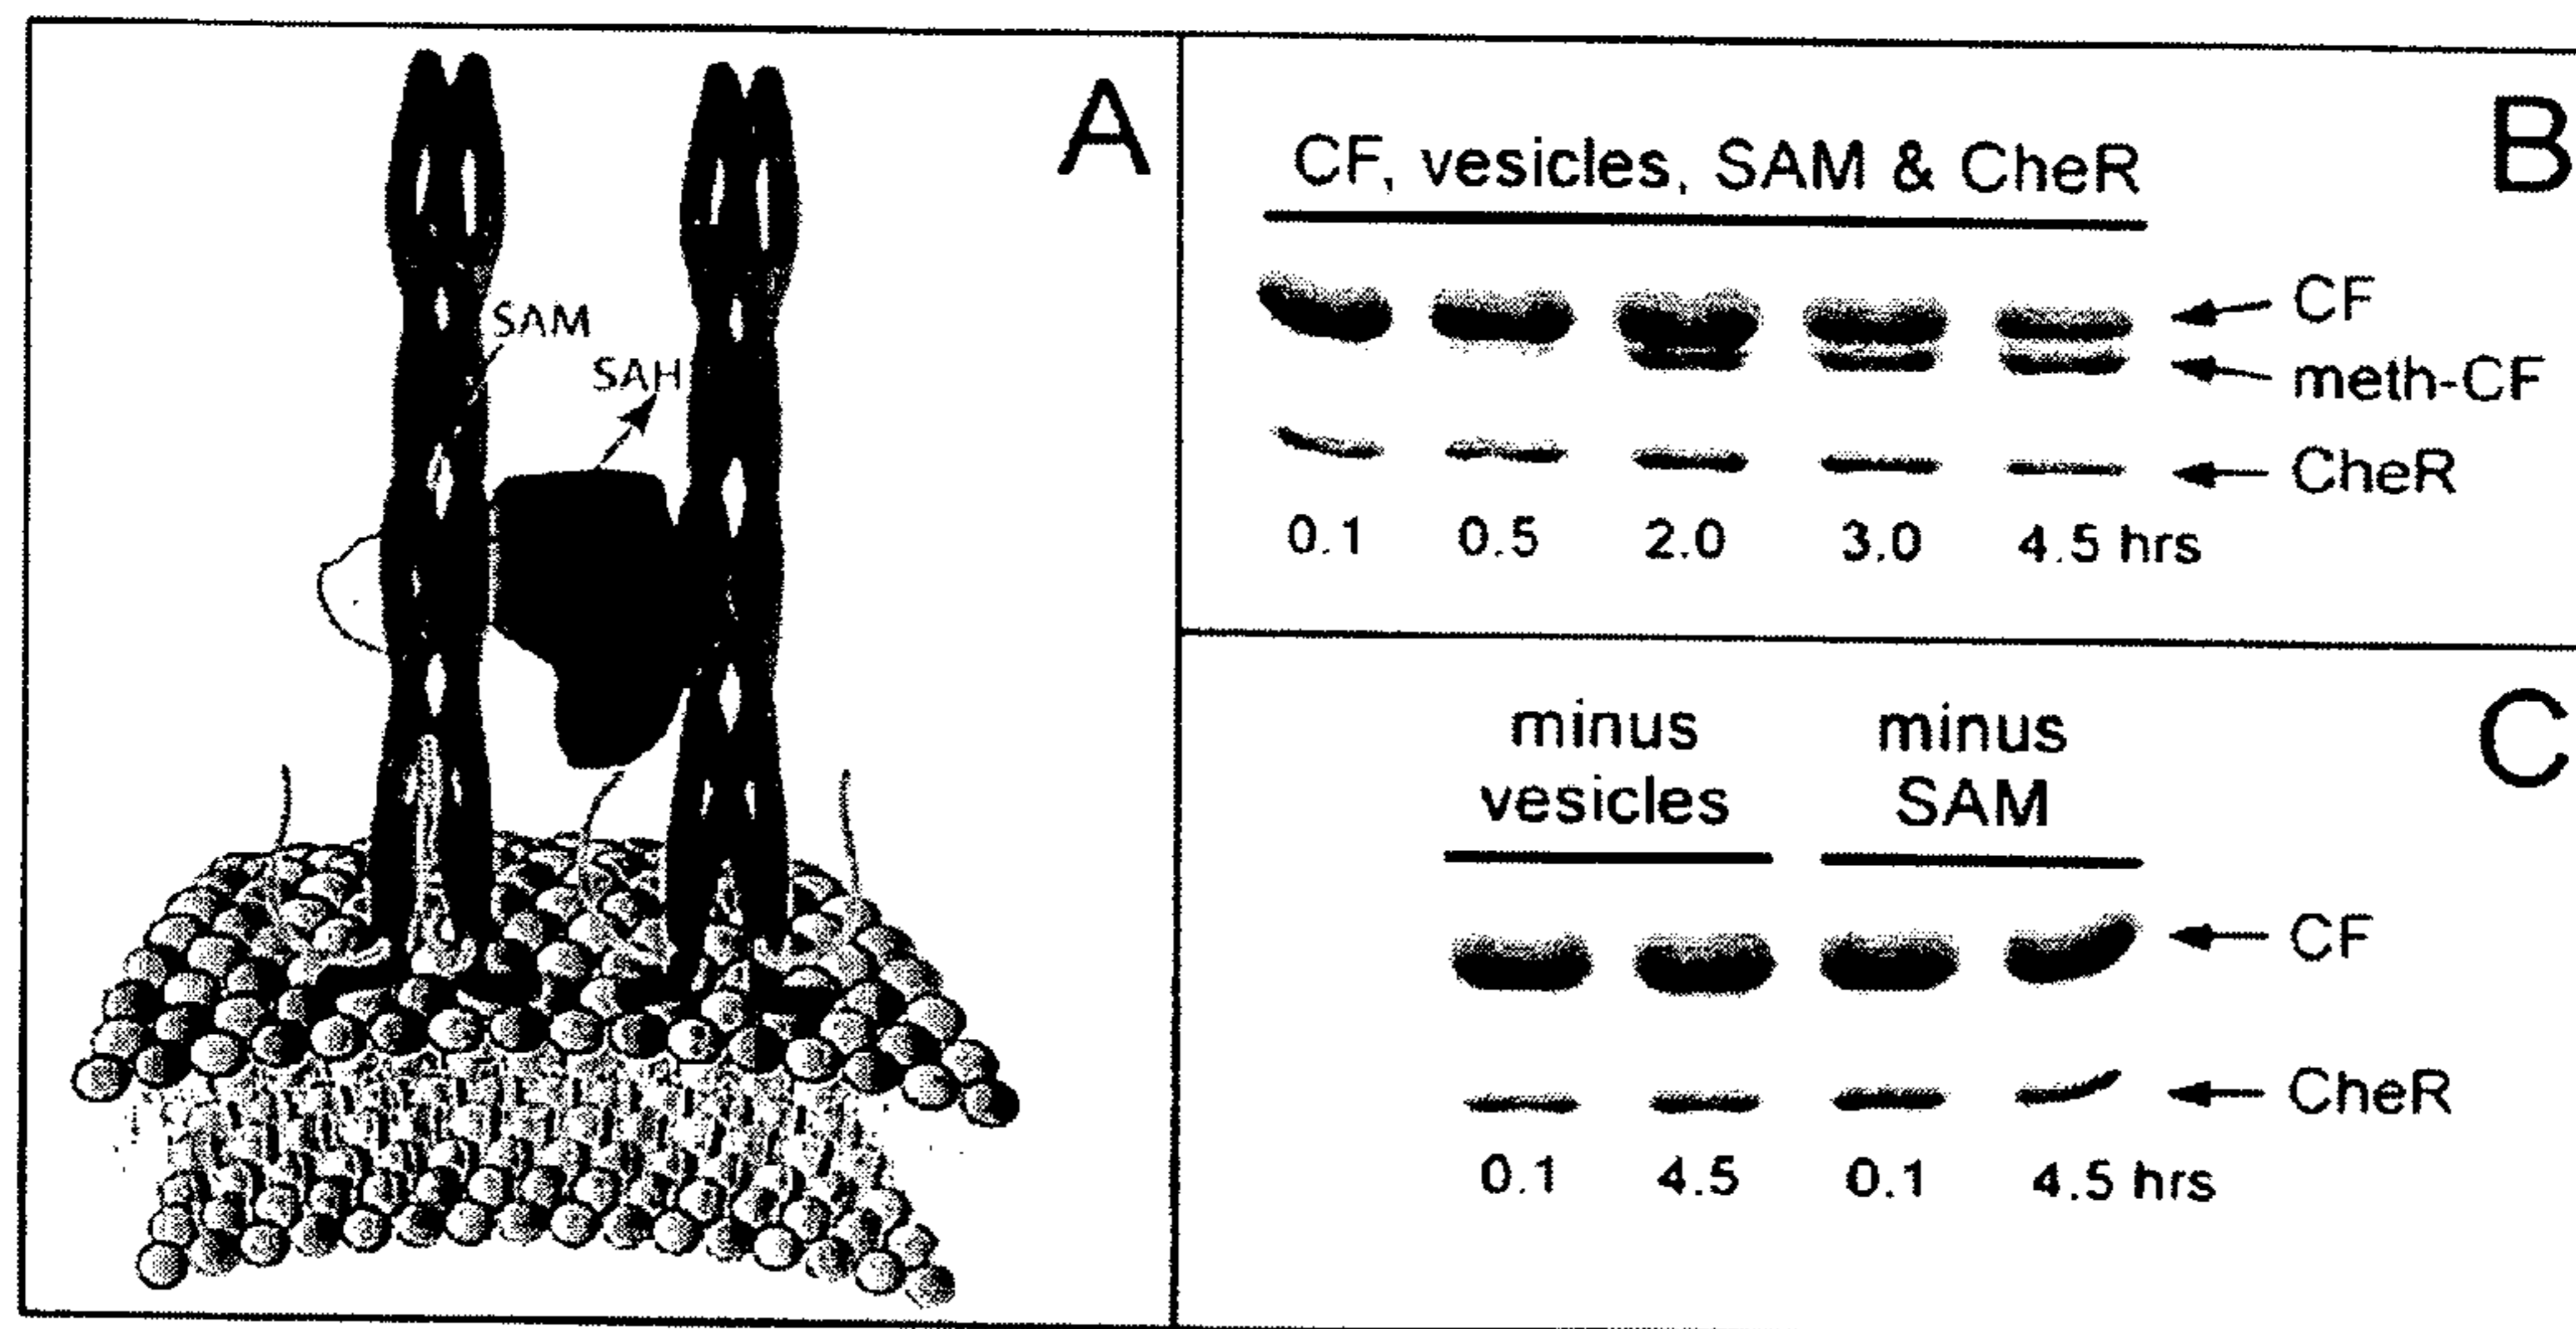 A
SAM
SAH
B
CF, vesicles, SAM & CheR
CF
meth-CF
CheR
0.1 0.5 2.0 3.0 4.5 hrs
C
minus vesicles
minus SAM
CF
CheR
0.1 4.5 0.1 4.5 hrs